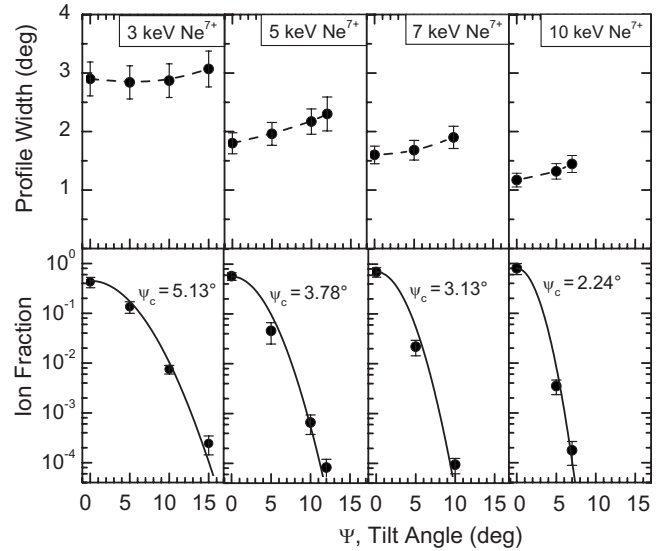 3 keV Ne⁷⁺ 5 keV Ne⁷⁺ 7 keV Ne⁷⁺ 10 keV Ne⁷⁺
Profile Width (deg)
4
3
2
1
Ion Fraction
10⁰
10⁻¹
10⁻²
10⁻³
10⁻⁴
ψc = 5.13° ψc = 3.78° ψc = 3.13° ψc = 2.24°
0 5 10 15 0 5 10 15 0 5 10 15 0 5 10 15
Ψ, Tilt Angle (deg)